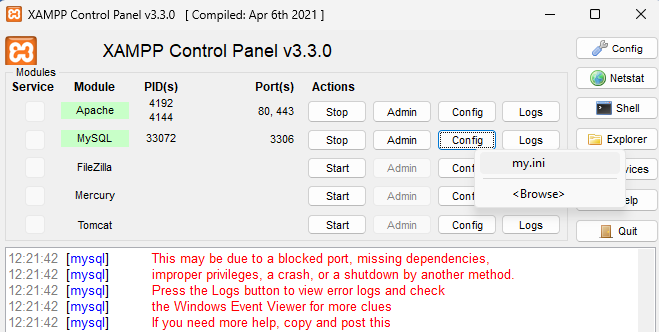 XAMPP Control Panel v3.3.0 [ Compiled: Apr 6th 2021 ]
XAMPP Control Panel v3.3.0
Config
Modules
Service Module PID(s) Port(s) Actions
Netstat
Apache 4192 4144 80, 443 Stop Admin Config Logs
Shell
MySQL 33072 3306 Stop Admin Config Logs
Explorer
my.ini
FileZilla Start Admin Config
vices
<Browse>
Mercury Start Admin Config
elp
Tomcat Start Admin Config Logs
Quit
12:21:42 [mysql] This may be due to a blocked port, missing dependencies,
12:21:42 [mysql] improper privileges, a crash, or a shutdown by another method.
12:21:42 [mysql] Press the Logs button to view error logs and check
12:21:42 [mysql] the Windows Event Viewer for more clues
12:21:42 [mysql] If you need more help, copy and post this